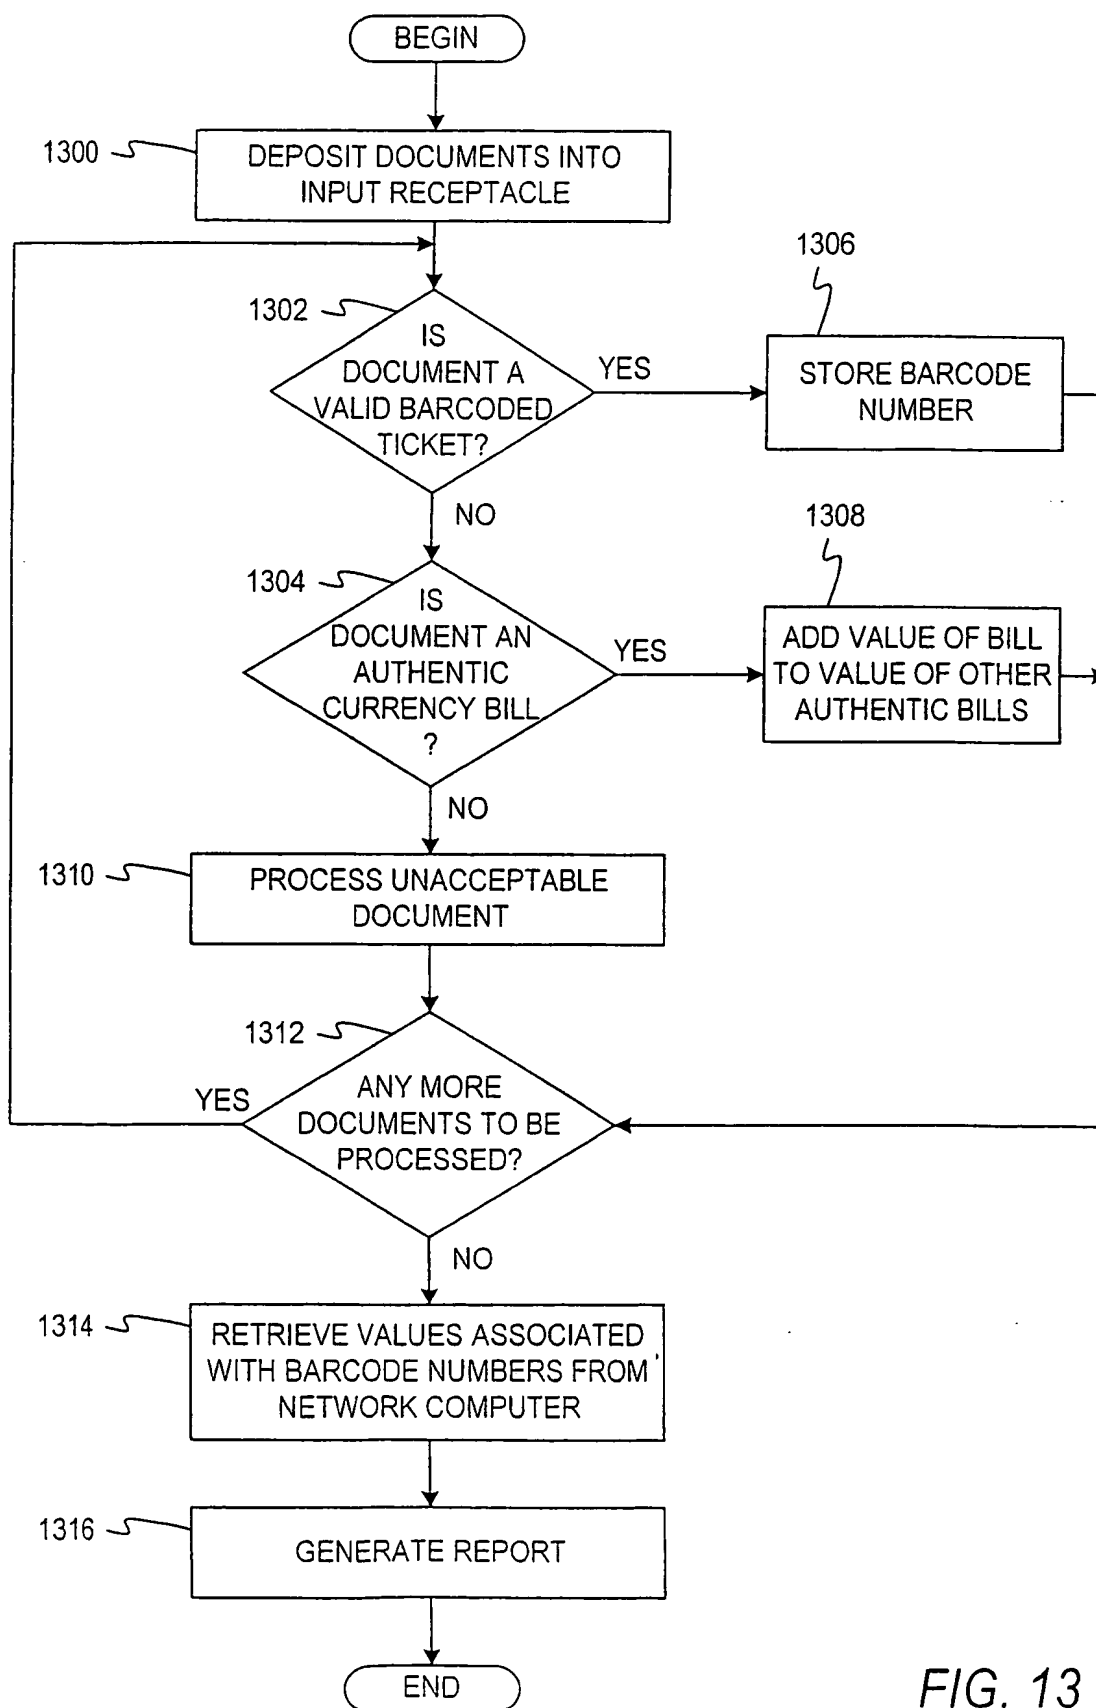 BEGIN
1300
DEPOSIT DOCUMENTS INTO
INPUT RECEPTACLE
1302
IS
DOCUMENT A
VALID BARCODED
TICKET?
YES
1306
STORE BARCODE
NUMBER
NO
1304
IS
DOCUMENT AN
AUTHENTIC
CURRENCY BILL
?
YES
1308
ADD VALUE OF BILL
TO VALUE OF OTHER
AUTHENTIC BILLS
NO
1310
PROCESS UNACCEPTABLE
DOCUMENT
1312
ANY MORE
DOCUMENTS TO BE
PROCESSED?
YES
NO
1314
RETRIEVE VALUES ASSOCIATED
WITH BARCODE NUMBERS FROM
NETWORK COMPUTER
1316
GENERATE REPORT
END
FIG. 13